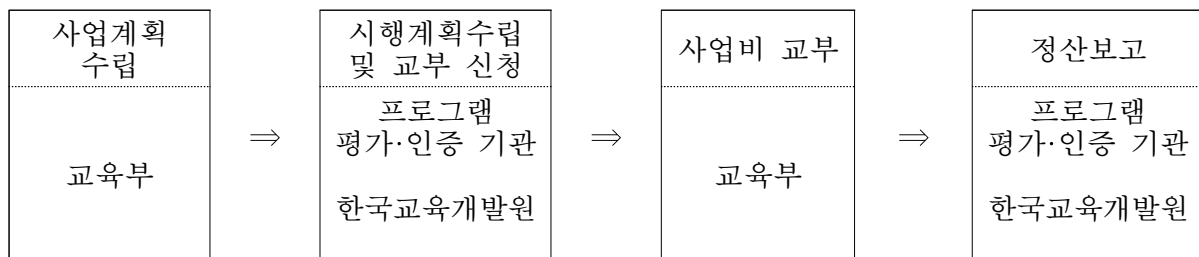 사업계획
수립
교육부
⇒
시행계획수립
및 교부 신청
프로그램
평가·인증 기관
한국교육개발원
⇒
사업비 교부
교육부
⇒
정산보고
프로그램
평가·인증 기관
한국교육개발원